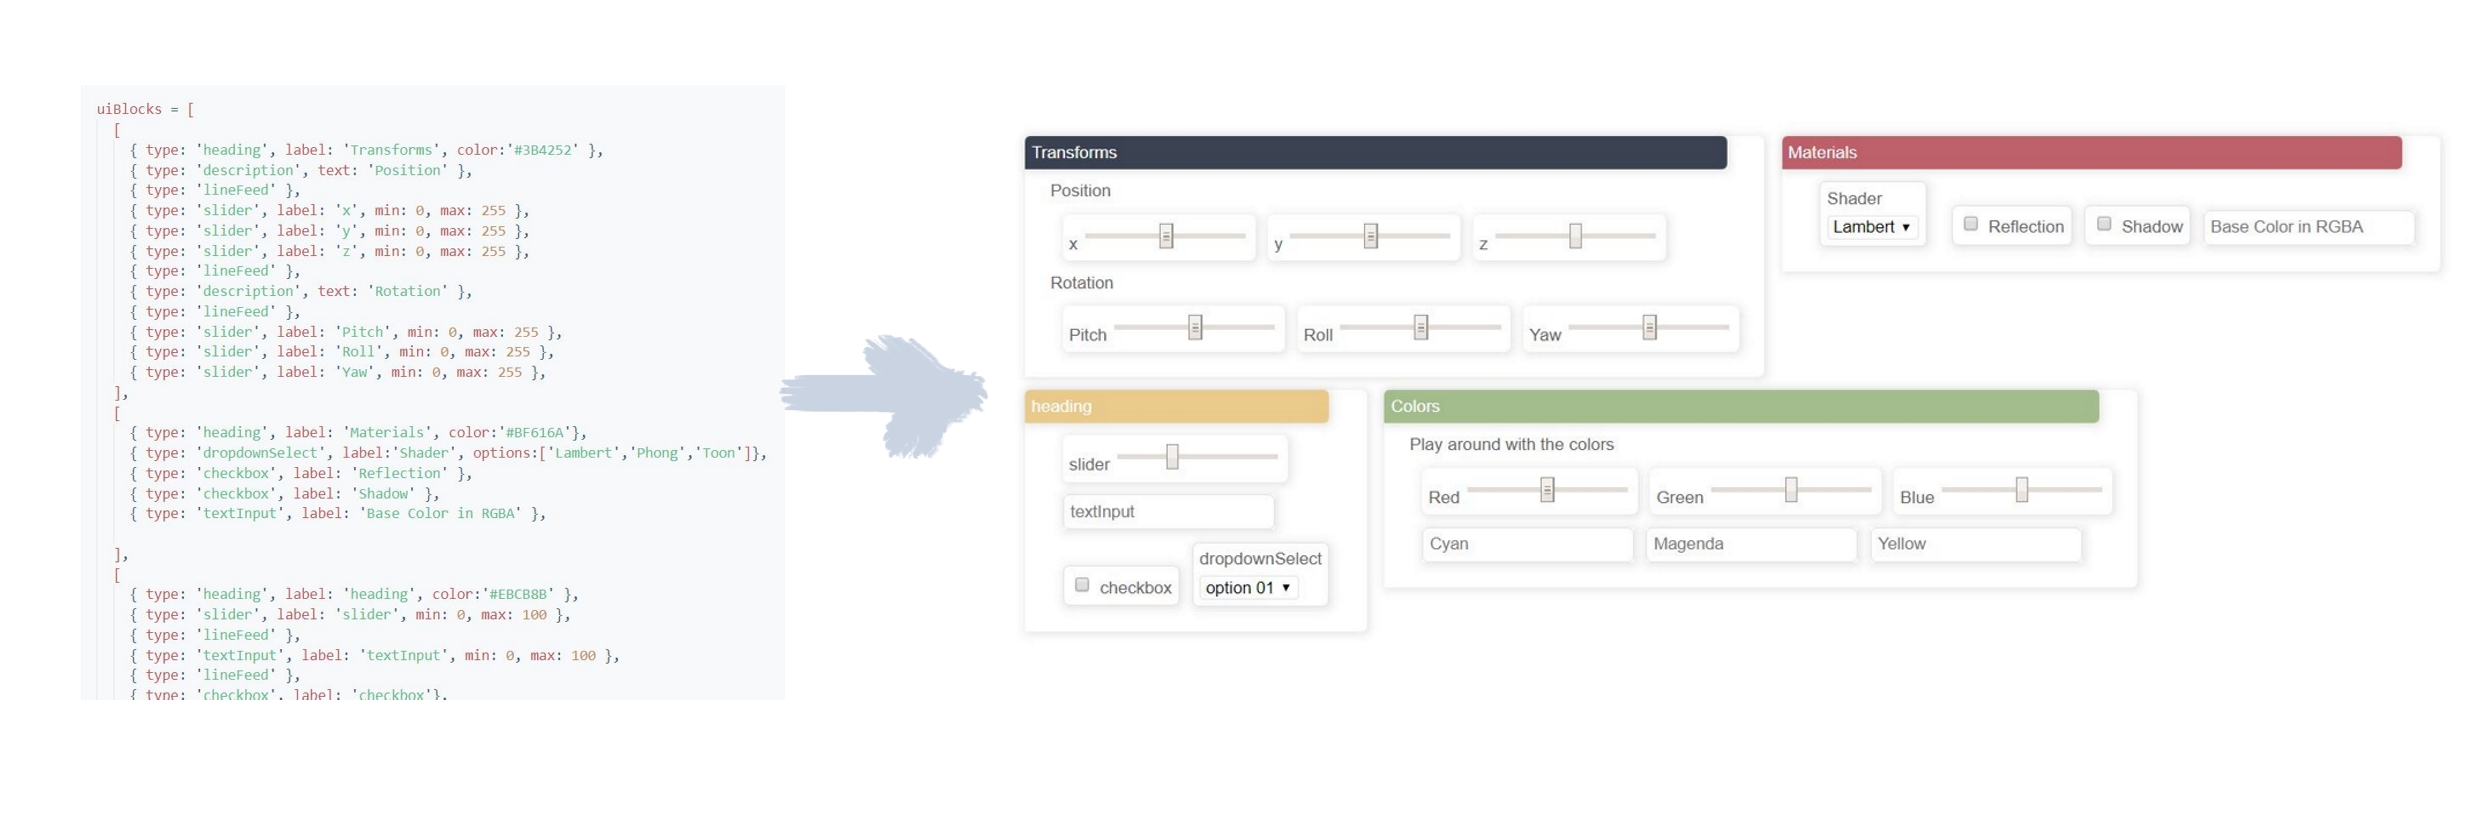 uiBlocks = [
[
{ type: 'heading', label: 'Transforms', color:'#3B4252' },
{ type: 'description', text: 'Position' },
{ type: 'lineFeed' },
{ type: 'slider', label: 'x', min: 0, max: 255 },
{ type: 'slider', label: 'y', min: 0, max: 255 },
{ type: 'slider', label: 'z', min: 0, max: 255 },
{ type: 'lineFeed' },
{ type: 'description', text: 'Rotation' },
{ type: 'lineFeed' },
{ type: 'slider', label: 'Pitch', min: 0, max: 255 },
{ type: 'slider', label: 'Roll', min: 0, max: 255 },
{ type: 'slider', label: 'Yaw', min: 0, max: 255 },
],
[
{ type: 'heading', label: 'Materials', color:'#BF616A'},
{ type: 'dropdownSelect', label:'Shader', options:['Lambert','Phong','Toon']},
{ type: 'checkbox', label: 'Reflection' },
{ type: 'checkbox', label: 'Shadow' },
{ type: 'textInput', label: 'Base Color in RGBA' },
],
[
{ type: 'heading', label: 'heading', color:'#EBCB8B' },
{ type: 'slider', label: 'slider', min: 0, max: 100 },
{ type: 'lineFeed' },
{ type: 'textInput', label: 'textInput', min: 0, max: 100 },
{ type: 'lineFeed' },
{ type: 'checkbox', label: 'checkbox'},
Transforms
Position
x y z
Rotation
Pitch Roll Yaw
Materials
Shader
Lambert Reflection Shadow Base Color in RGBA
heading
slider
textInput
dropdownSelect
checkbox option 01
Colors
Play around with the colors
Red Green Blue
Cyan Magenda Yellow